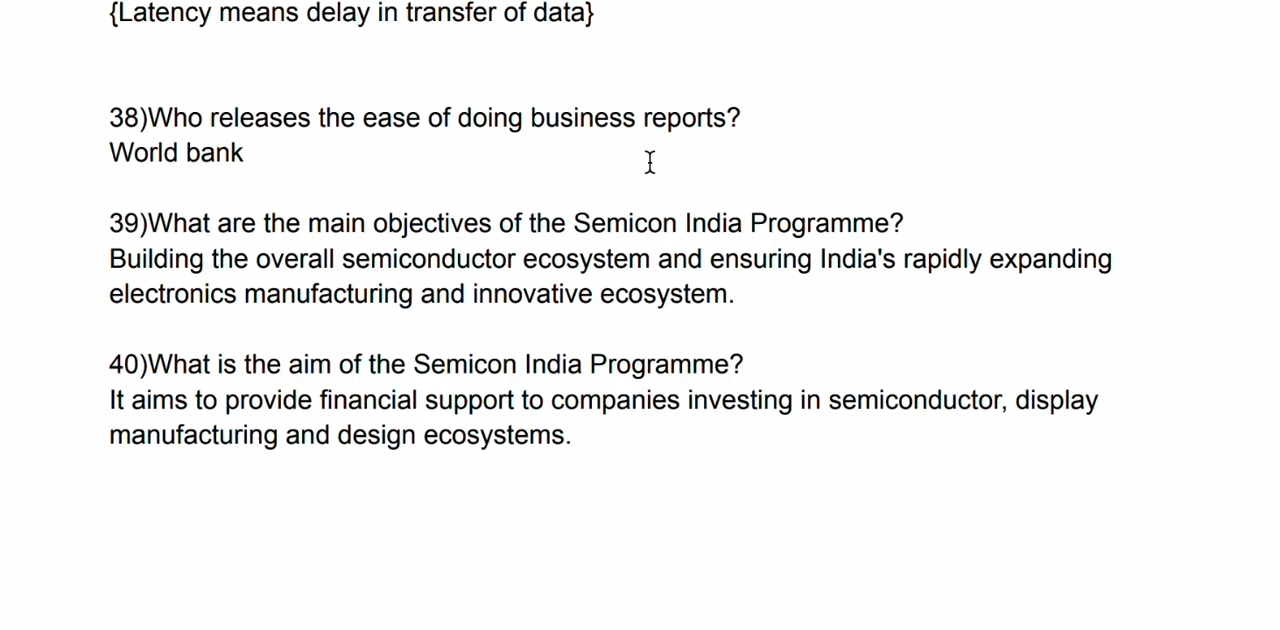 {Latency means delay in transfer of data}
38)Who releases the ease of doing business reports?
World bank
39)What are the main objectives of the Semicon India Programme?
Building the overall semiconductor ecosystem and ensuring India's rapidly expanding
electronics manufacturing and innovative ecosystem.
40)What is the aim of the Semicon India Programme?
It aims to provide financial support to companies investing in semiconductor, display
manufacturing and design ecosystems.